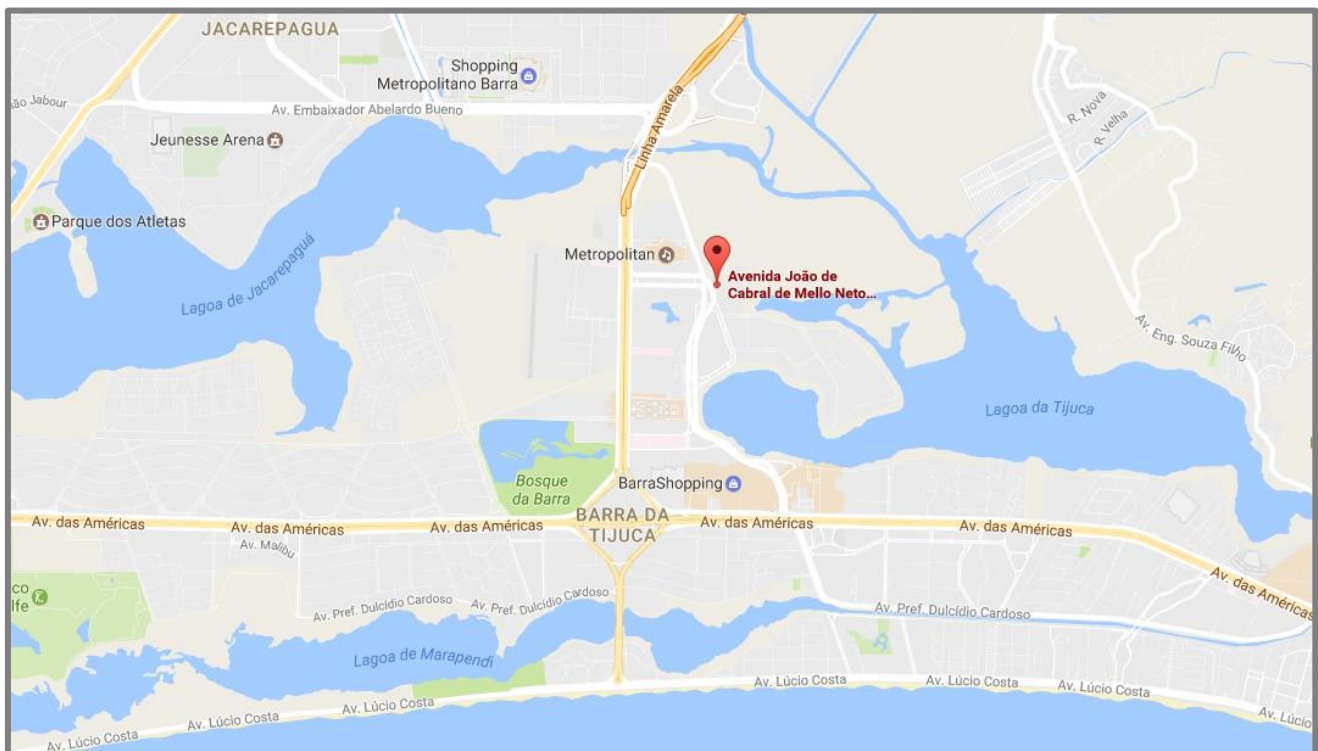 JACAREPAGUA
Shopping
Metropolitano Barra
Linha Amarela
R. Nova
R. Velha
ão Jabour
Av. Embaixador Abelardo Bueno
Jeunesse Arena
Parque dos Atletas
Lagoa de Jacarepaguá
Metropolitan
Avenida João de
Cabral de Mello Neto...
Av. Eng. Souza Filho
Lagoa da Tijuca
Bosque
da Barra
BarraShopping
BARRA DA
TIJUCA
Av. das Américas
Av. das Américas
Av. das Américas
Av. das Américas
Av. das Américas
Av. das Américas
Av. Malibu
co
lfe
Av. Pref. Dulcídio Cardoso
Av. Pref. Dulcídio Cardoso
Av. Pref. Dulcídio Cardoso
Lagoa de Marapendi
Av. Lúcio Costa
Av. Lúcio Costa
Av. Lúcio Costa
Av. Lúcio Costa
Av. Lúcio Costa
Av. Lúcio Costa
Av. Lúcio Costa
Av. Lúcio